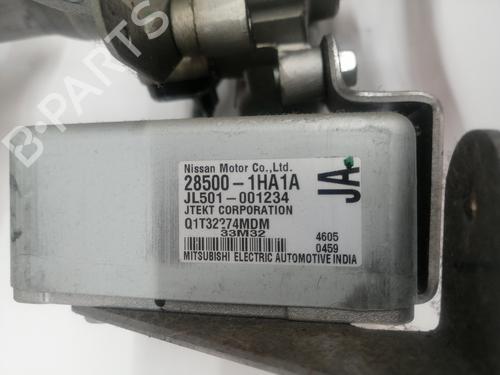 B-PARTS
Nissan Motor Co.,Ltd.
28500-1HA1A
JL501-001234
JTEKT CORPORATION
Q1T32274MDM
33M32
4605
0459
MITSUBISHI ELECTRIC AUTOMOTIVE INDIA
JA